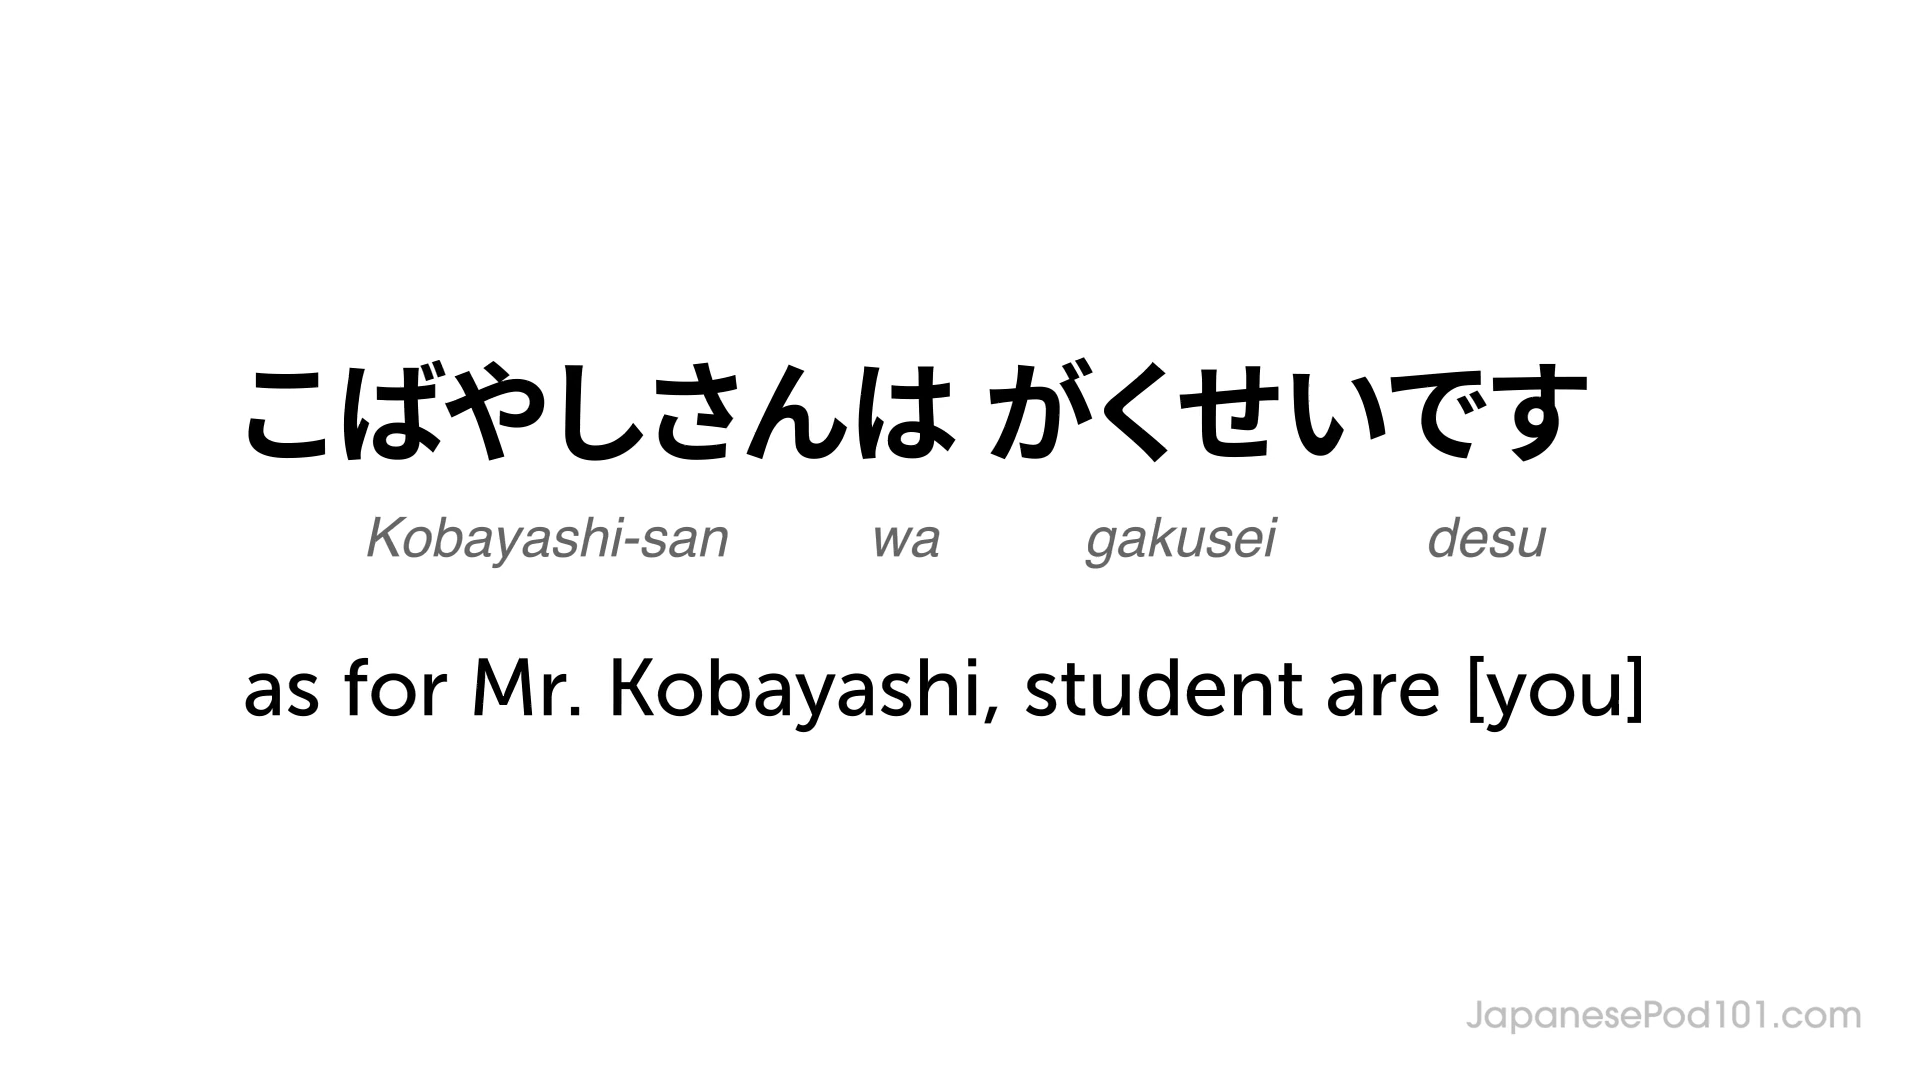 こばやしさんは がくせいです
Kobayashi-san wa gakusei desu
as for Mr. Kobayashi, student are [you]
JapanesePod101.com